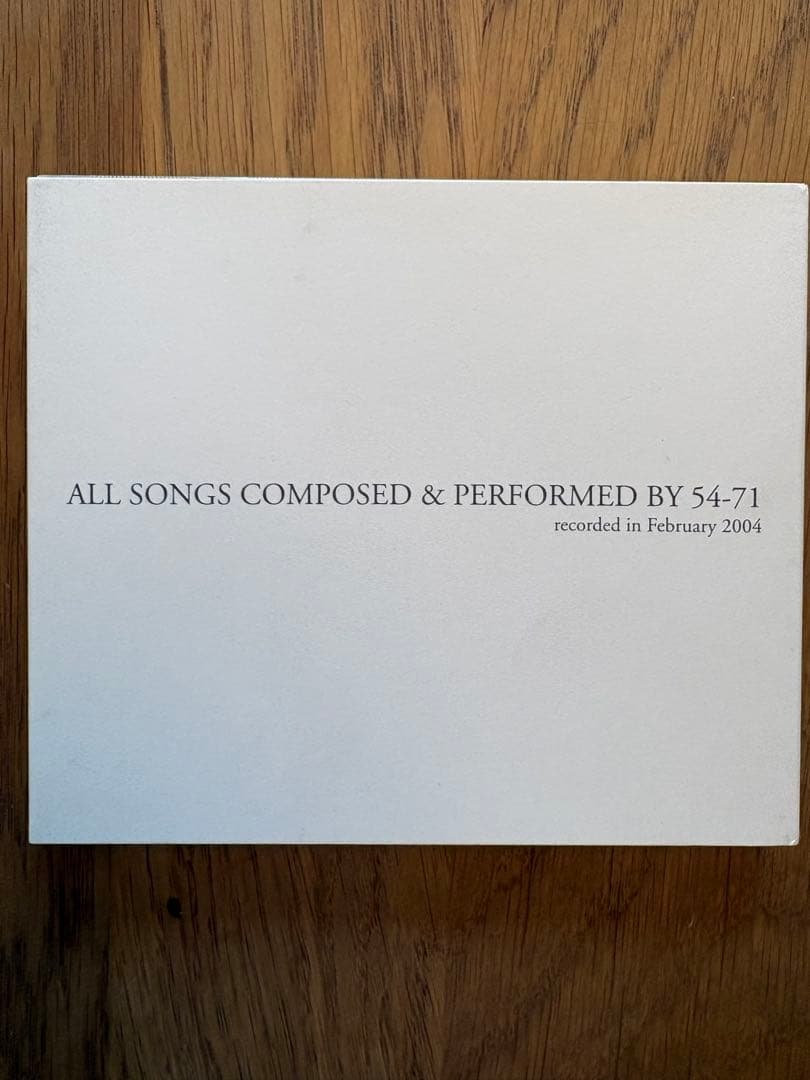 ALL SONGS COMPOSED & PERFORMED BY 54-71
recorded in February 2004